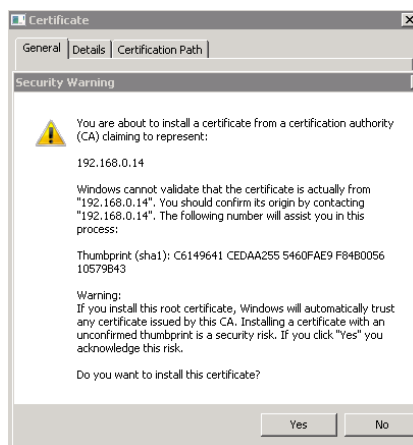 Certificate
General Details Certification Path
Security Warning
You are about to install a certificate from a certification authority
(CA) claiming to represent:
192.168.0.14
Windows cannot validate that the certificate is actually from
"192.168.0.14". You should confirm its origin by contacting
"192.168.0.14". The following number will assist you in this
process:
Thumbprint (sha1): C6149641 CEDAA255 5460FAE9 F84B0056
10579B43
Warning:
If you install this root certificate, Windows will automatically trust
any certificate issued by this CA. Installing a certificate with an
unconfirmed thumbprint is a security risk. If you click "Yes" you
acknowledge this risk.
Do you want to install this certificate?
Yes No